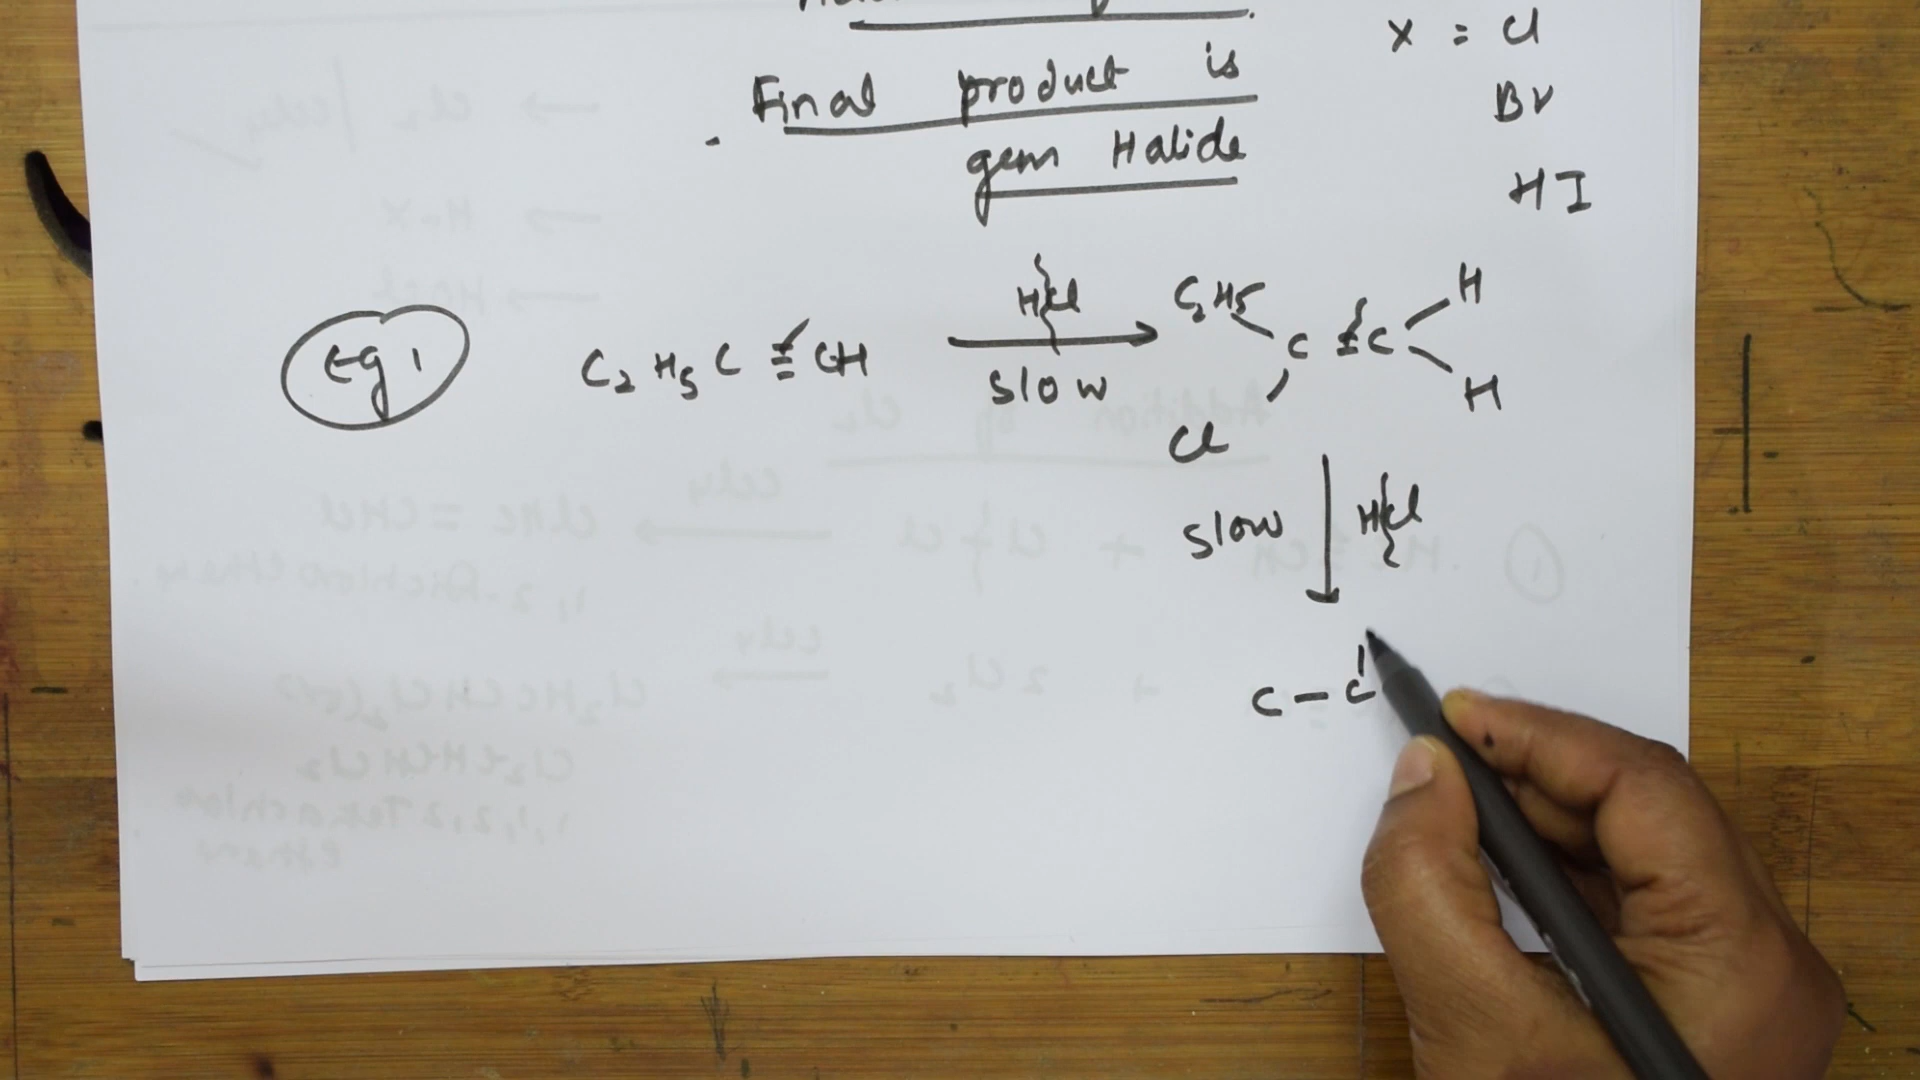 Final product is
gem Halide
X = Cl
Br
HI
Eg 1
C2H5C ≡ CH
HCl
slow
C2H5
C = C
H
H
Cl
slow
HCl
C - C